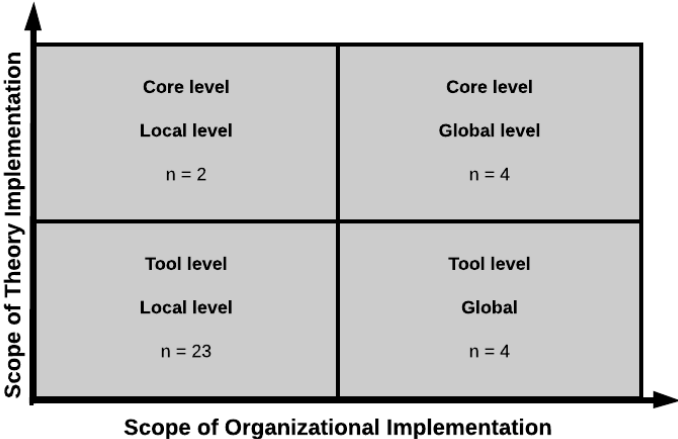 Scope of Theory Implementation
Core level
Local level
n = 2
Core level
Global level
n = 4
Tool level
Local level
n = 23
Tool level
Global
n = 4
Scope of Organizational Implementation